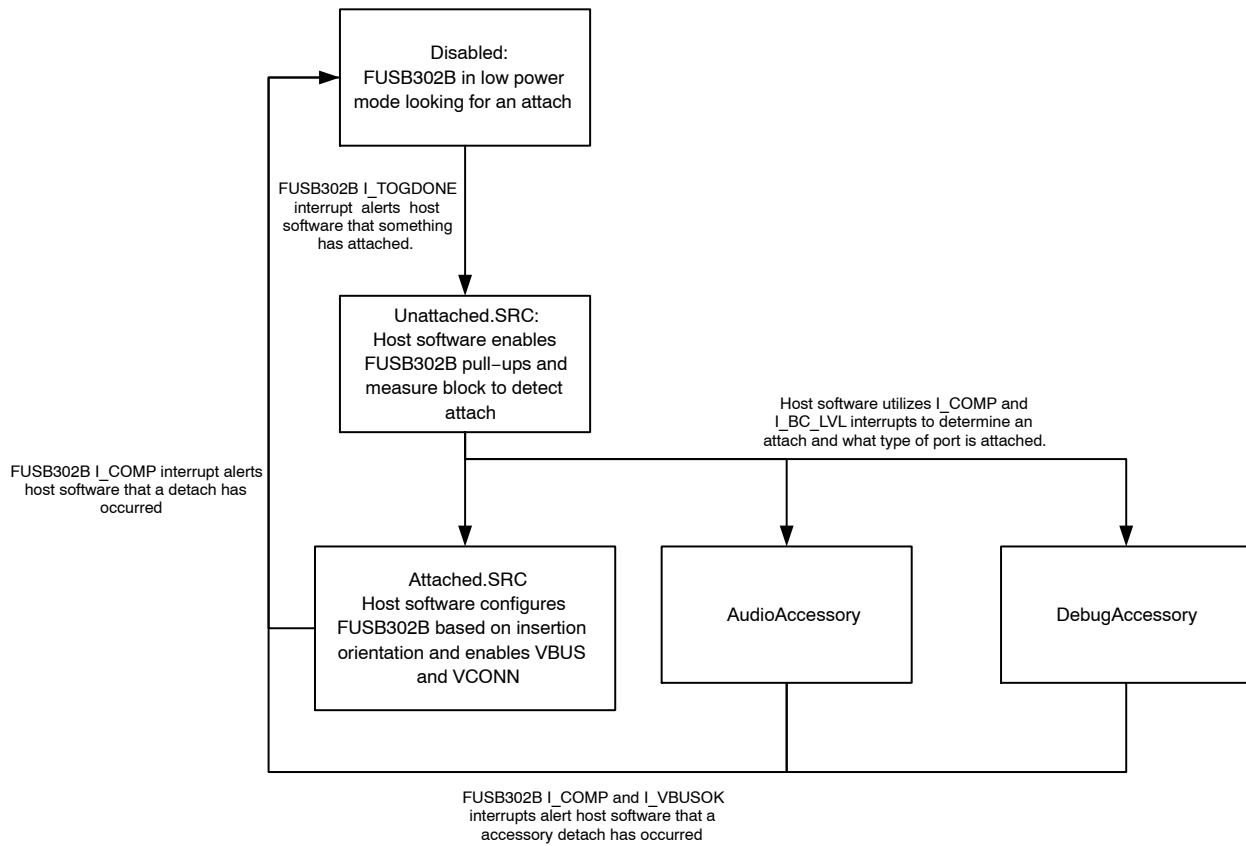 Disabled:
FUSB302B in low power
mode looking for an attach
FUSB302B I_TOGDONE
interrupt alerts host
software that something
has attached.
Unattached.SRC:
Host software enables
FUSB302B pull−ups and
measure block to detect
attach
Host software utilizes I_COMP and
I_BC_LVL interrupts to determine an
attach and what type of port is attached.
FUSB302B I_COMP interrupt alerts
host software that a detach has
occurred
Attached.SRC
Host software configures
FUSB302B based on insertion
orientation and enables VBUS
and VCONN
AudioAccessory
DebugAccessory
FUSB302B I_COMP and I_VBUSOK
interrupts alert host software that a
accessory detach has occurred